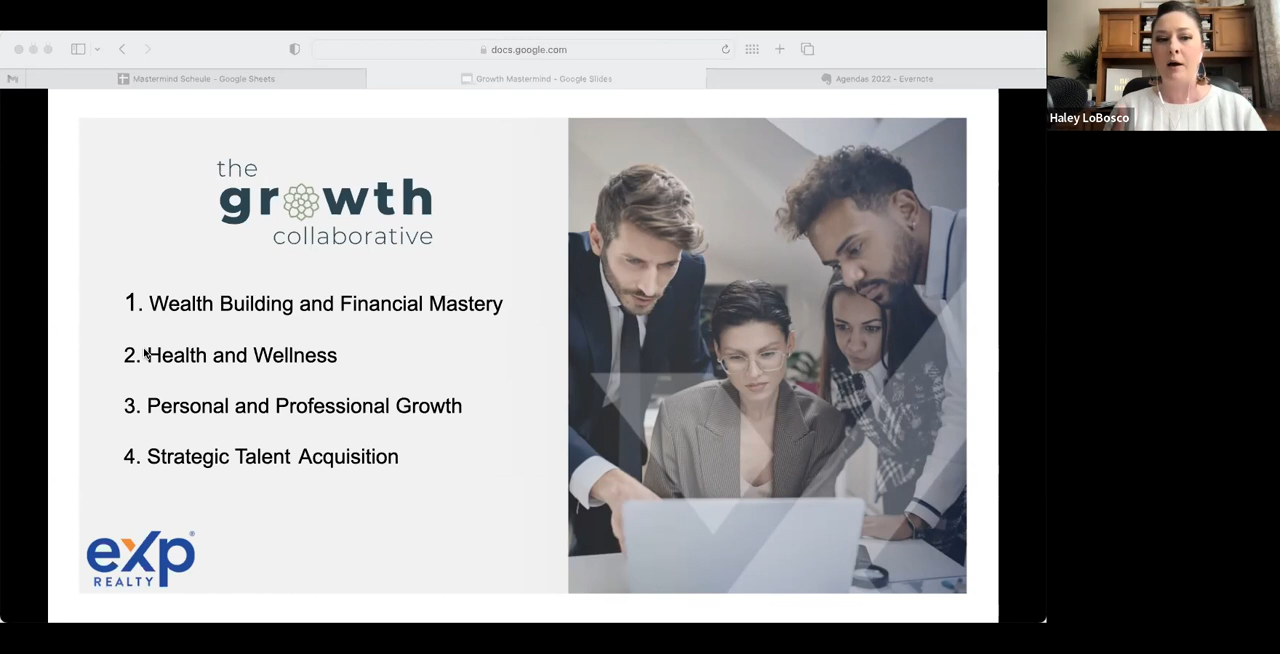 docs.google.com
Mastermind Scheule - Google Sheets
Growth Mastermind - Google Slides
Agendas 2022 - Evernote
Haley LoBosco
the
growth
collaborative
1. Wealth Building and Financial Mastery
2. Health and Wellness
3. Personal and Professional Growth
4. Strategic Talent Acquisition
eXp®
REALTY